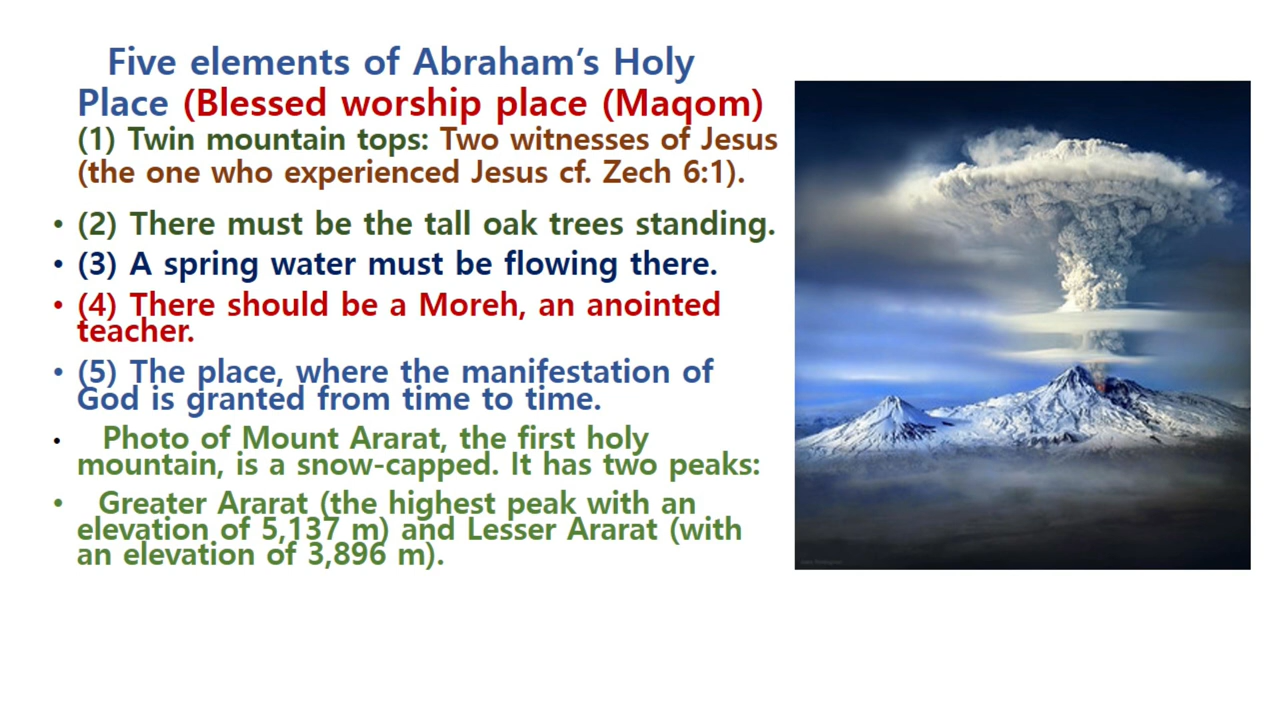 Five elements of Abraham’s Holy
Place (Blessed worship place (Maqom)
(1) Twin mountain tops: Two witnesses of Jesus
(the one who experienced Jesus cf. Zech 6:1).
• (2) There must be the tall oak trees standing.
• (3) A spring water must be flowing there.
• (4) There should be a Moreh, an anointed
teacher.
• (5) The place, where the manifestation of
God is granted from time to time.
• Photo of Mount Ararat, the first holy
mountain, is a snow-capped. It has two peaks:
• Greater Ararat (the highest peak with an
elevation of 5,137 m) and Lesser Ararat (with
an elevation of 3,896 m).